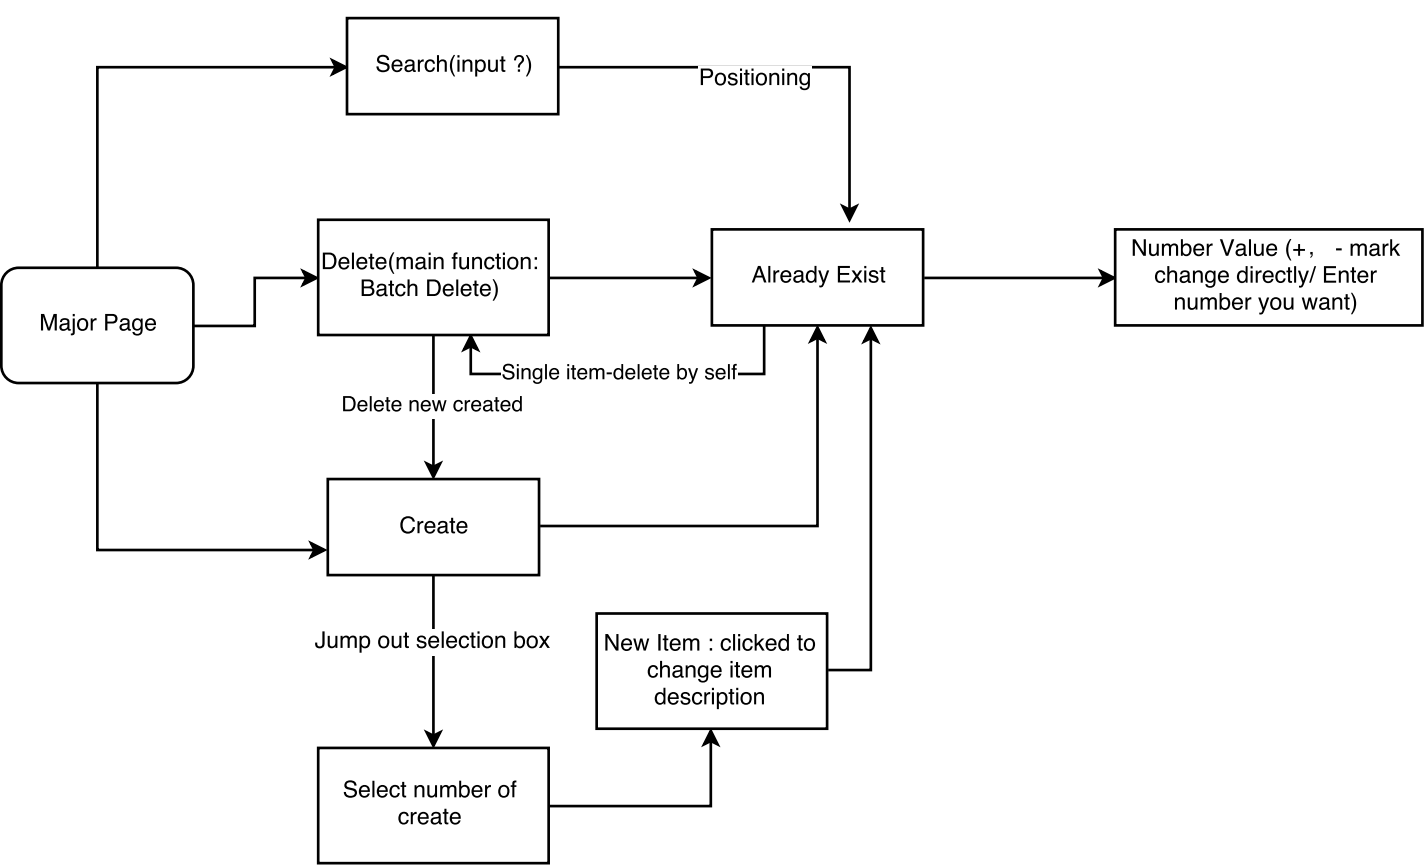 Search(input ?)
Positioning
Delete(main function:
Batch Delete)
Already Exist
Number Value (+， - mark
change directly/ Enter
number you want)
Major Page
Single item-delete by self
Delete new created
Create
Jump out selection box
New Item : clicked to
change item
description
Select number of
create